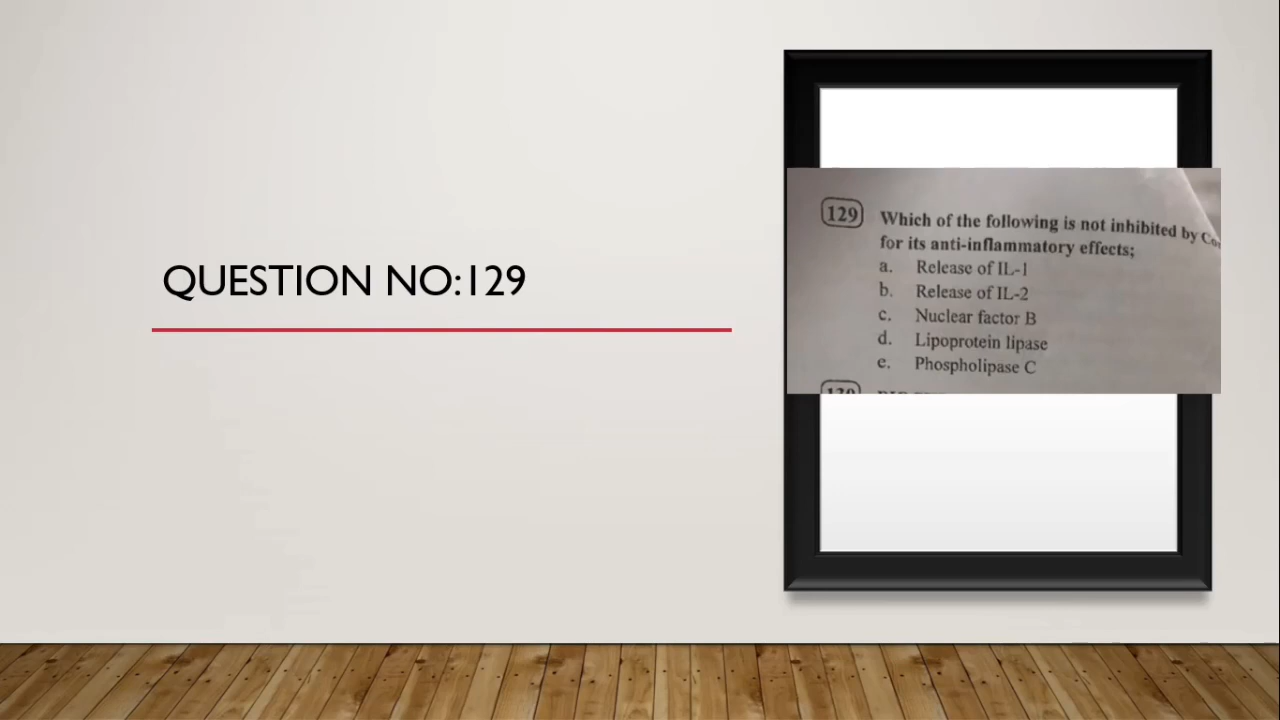 QUESTION NO:129
129 Which of the following is not inhibited by
for its anti-inflammatory effects;
a. Release of IL-1
b. Release of IL-2
c. Nuclear factor B
d. Lipoprotein lipase
e. Phospholipase C